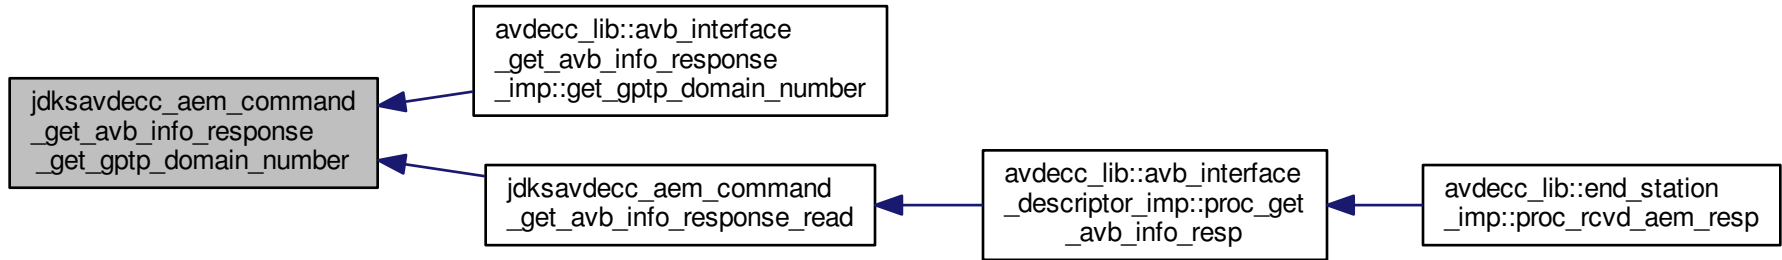 jdksavdecc_aem_command
_get_avb_info_response
_get_gptp_domain_number
avdecc_lib::avb_interface
_get_avb_info_response
_imp::get_gptp_domain_number
jdksavdecc_aem_command
_get_avb_info_response_read
avdecc_lib::avb_interface
_descriptor_imp::proc_get
_avb_info_resp
avdecc_lib::end_station
_imp::proc_rcvd_aem_resp